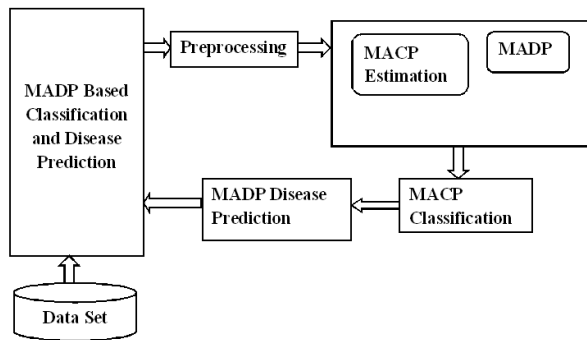 MADP Based
Classification
and Disease
Prediction
Preprocessing
MACP
Estimation
MADP
MADP Disease
Prediction
MACP
Classification
Data Set